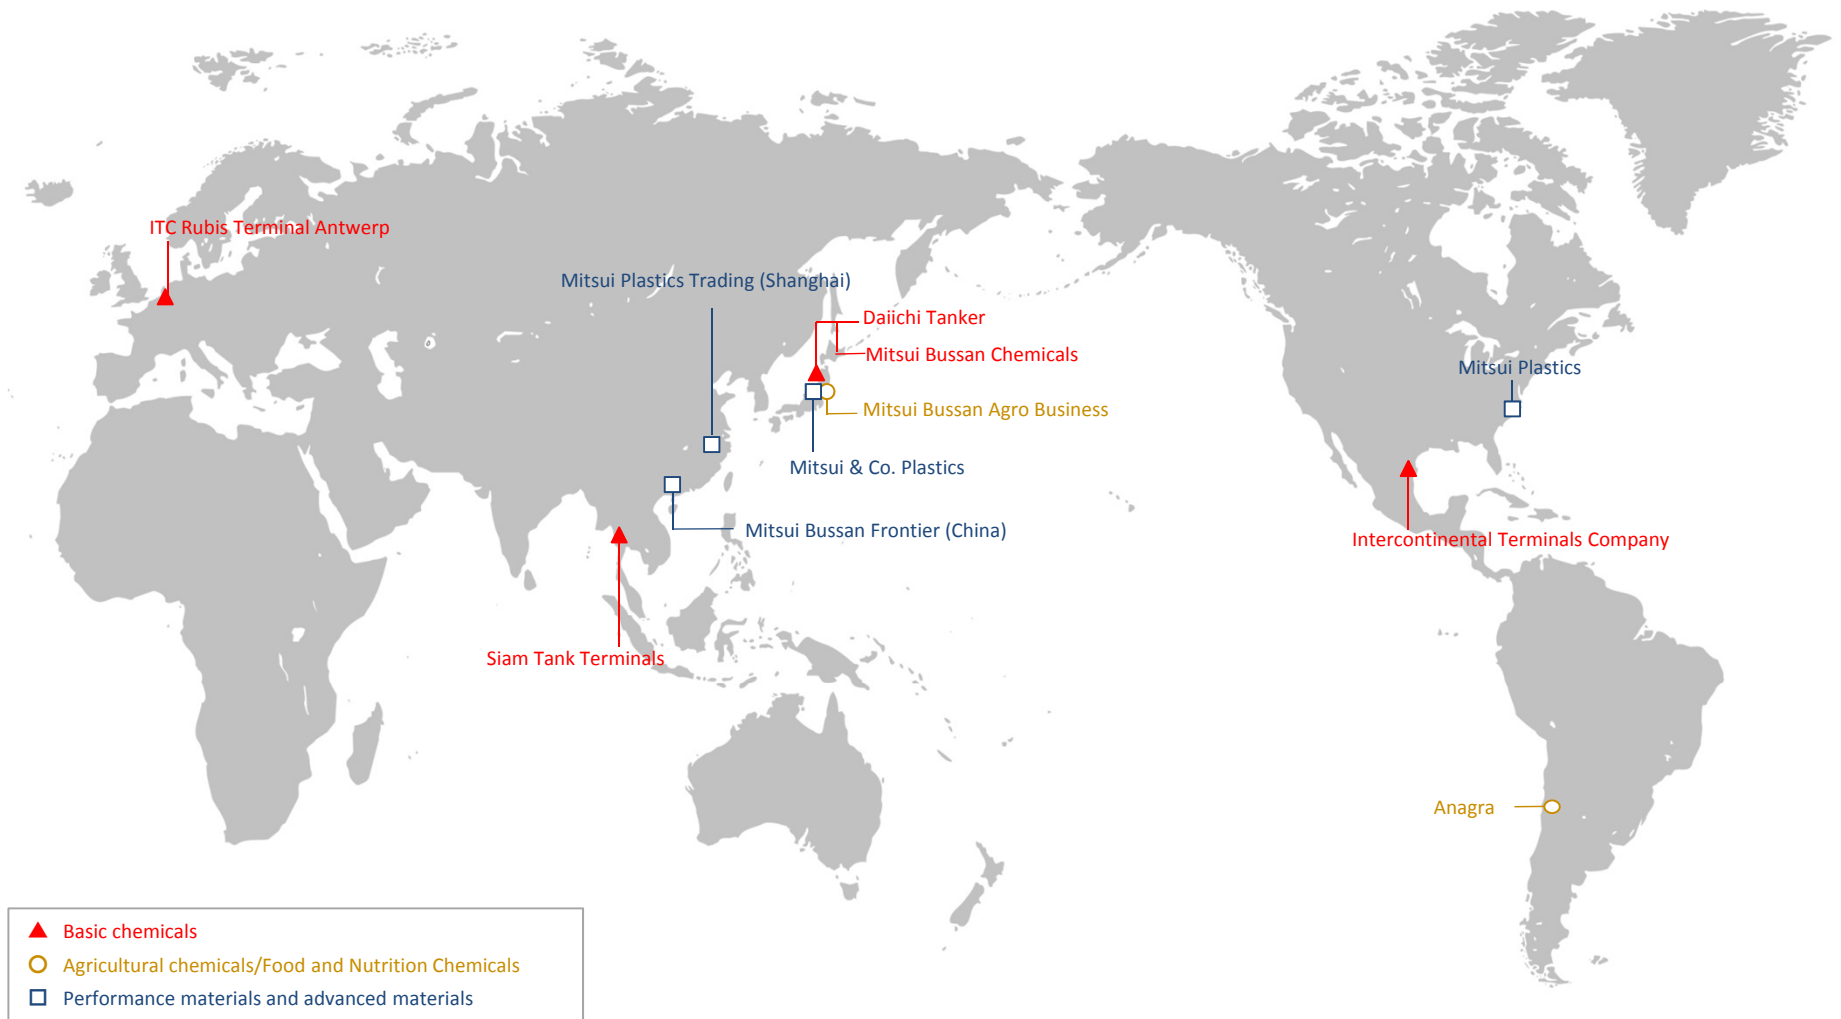 ITC Rubis Terminal Antwerp
Mitsui Plastics Trading (Shanghai)
Daiichi Tanker
Mitsui Bussan Chemicals
Mitsui Plastics
Mitsui Bussan Agro Business
Mitsui & Co. Plastics
Mitsui Bussan Frontier (China)
Intercontinental Terminals Company
Siam Tank Terminals
Anagra
Basic chemicals
Agricultural chemicals/Food and Nutrition Chemicals
Performance materials and advanced materials